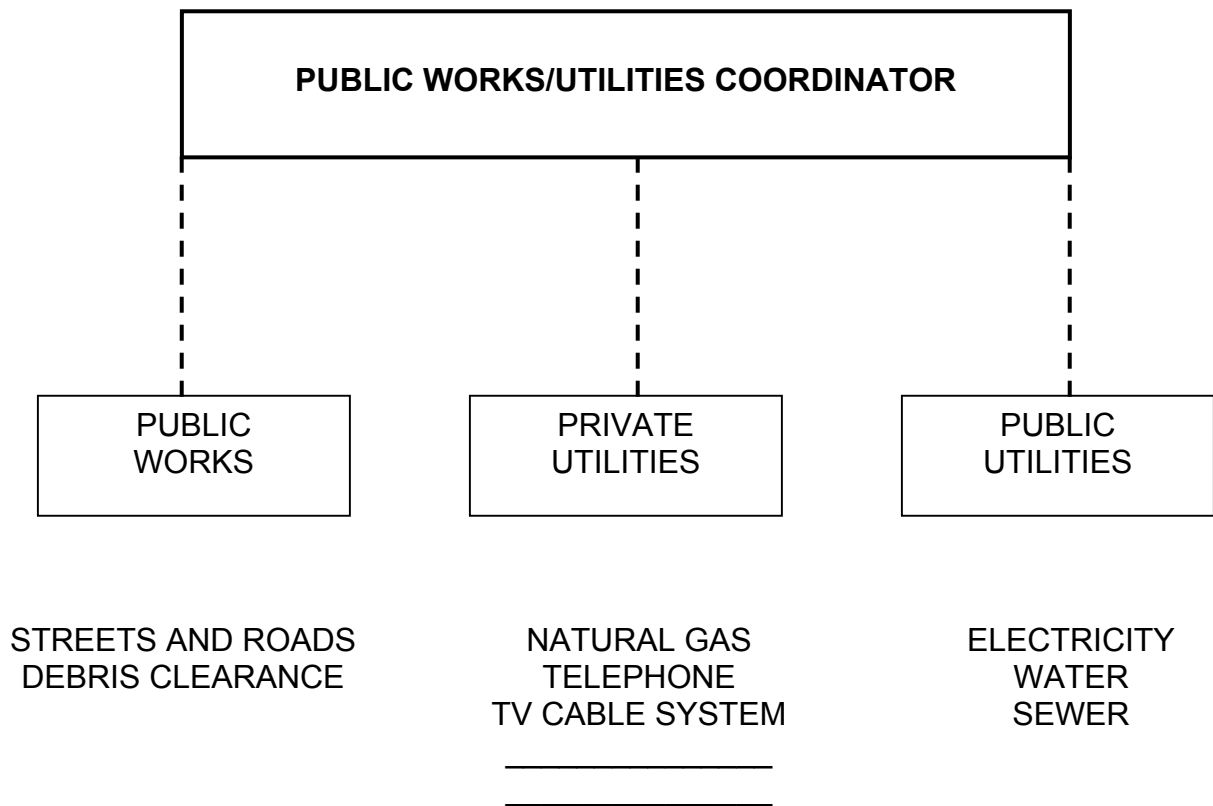 PUBLIC WORKS/UTILITIES COORDINATOR
PUBLIC
WORKS
PRIVATE
UTILITIES
PUBLIC
UTILITIES
STREETS AND ROADS
DEBRIS CLEARANCE
NATURAL GAS
TELEPHONE
TV CABLE SYSTEM
ELECTRICITY
WATER
SEWER